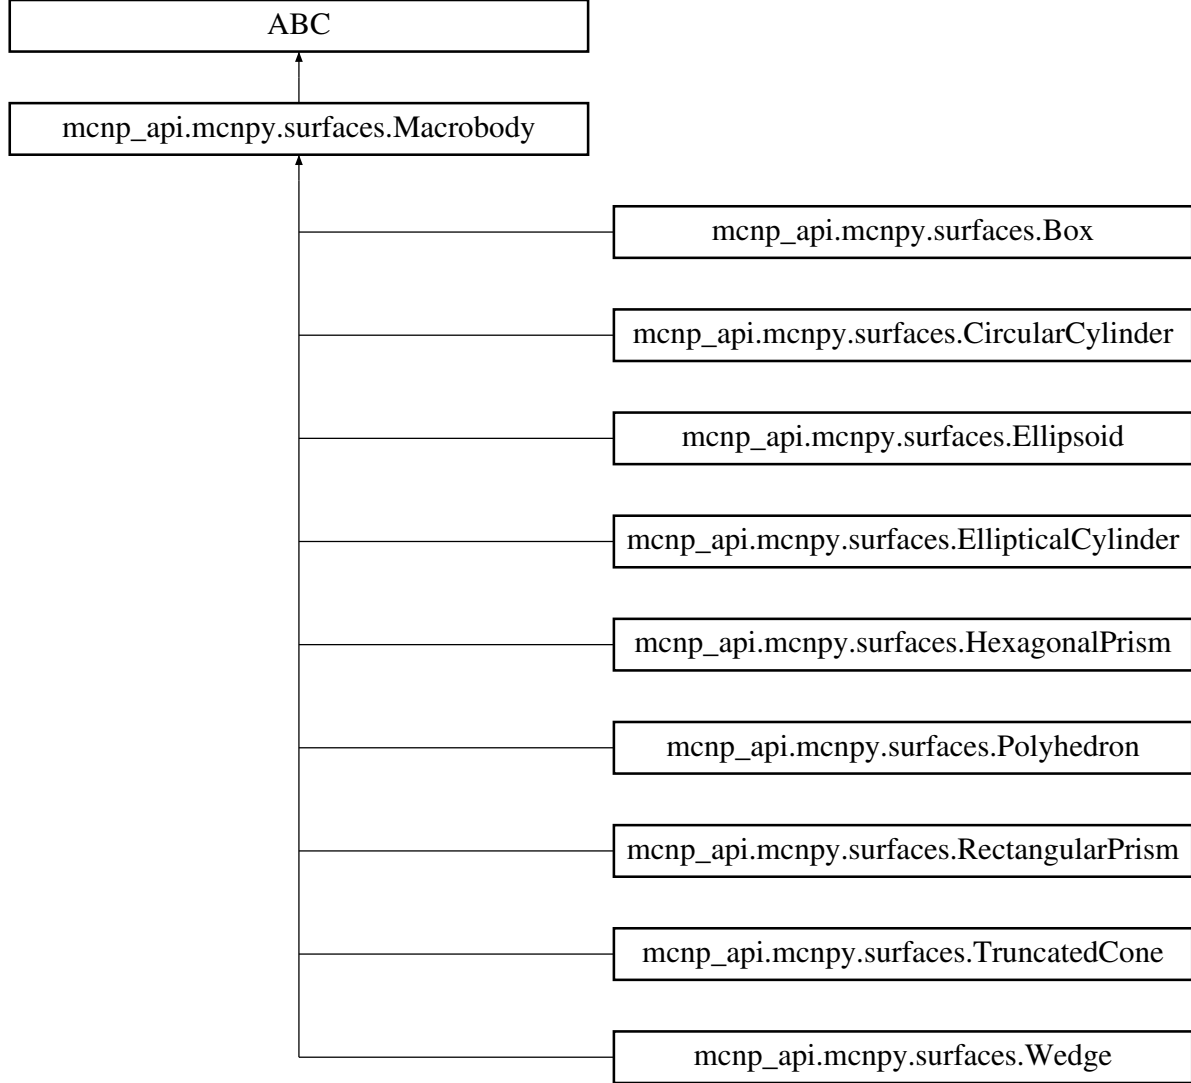 ABC
mcnp_api.mcnpy.surfaces.Macrobody
mcnp_api.mcnpy.surfaces.Box
mcnp_api.mcnpy.surfaces.CircularCylinder
mcnp_api.mcnpy.surfaces.Ellipsoid
mcnp_api.mcnpy.surfaces.EllipticalCylinder
mcnp_api.mcnpy.surfaces.HexagonalPrism
mcnp_api.mcnpy.surfaces.Polyhedron
mcnp_api.mcnpy.surfaces.RectangularPrism
mcnp_api.mcnpy.surfaces.TruncatedCone
mcnp_api.mcnpy.surfaces.Wedge